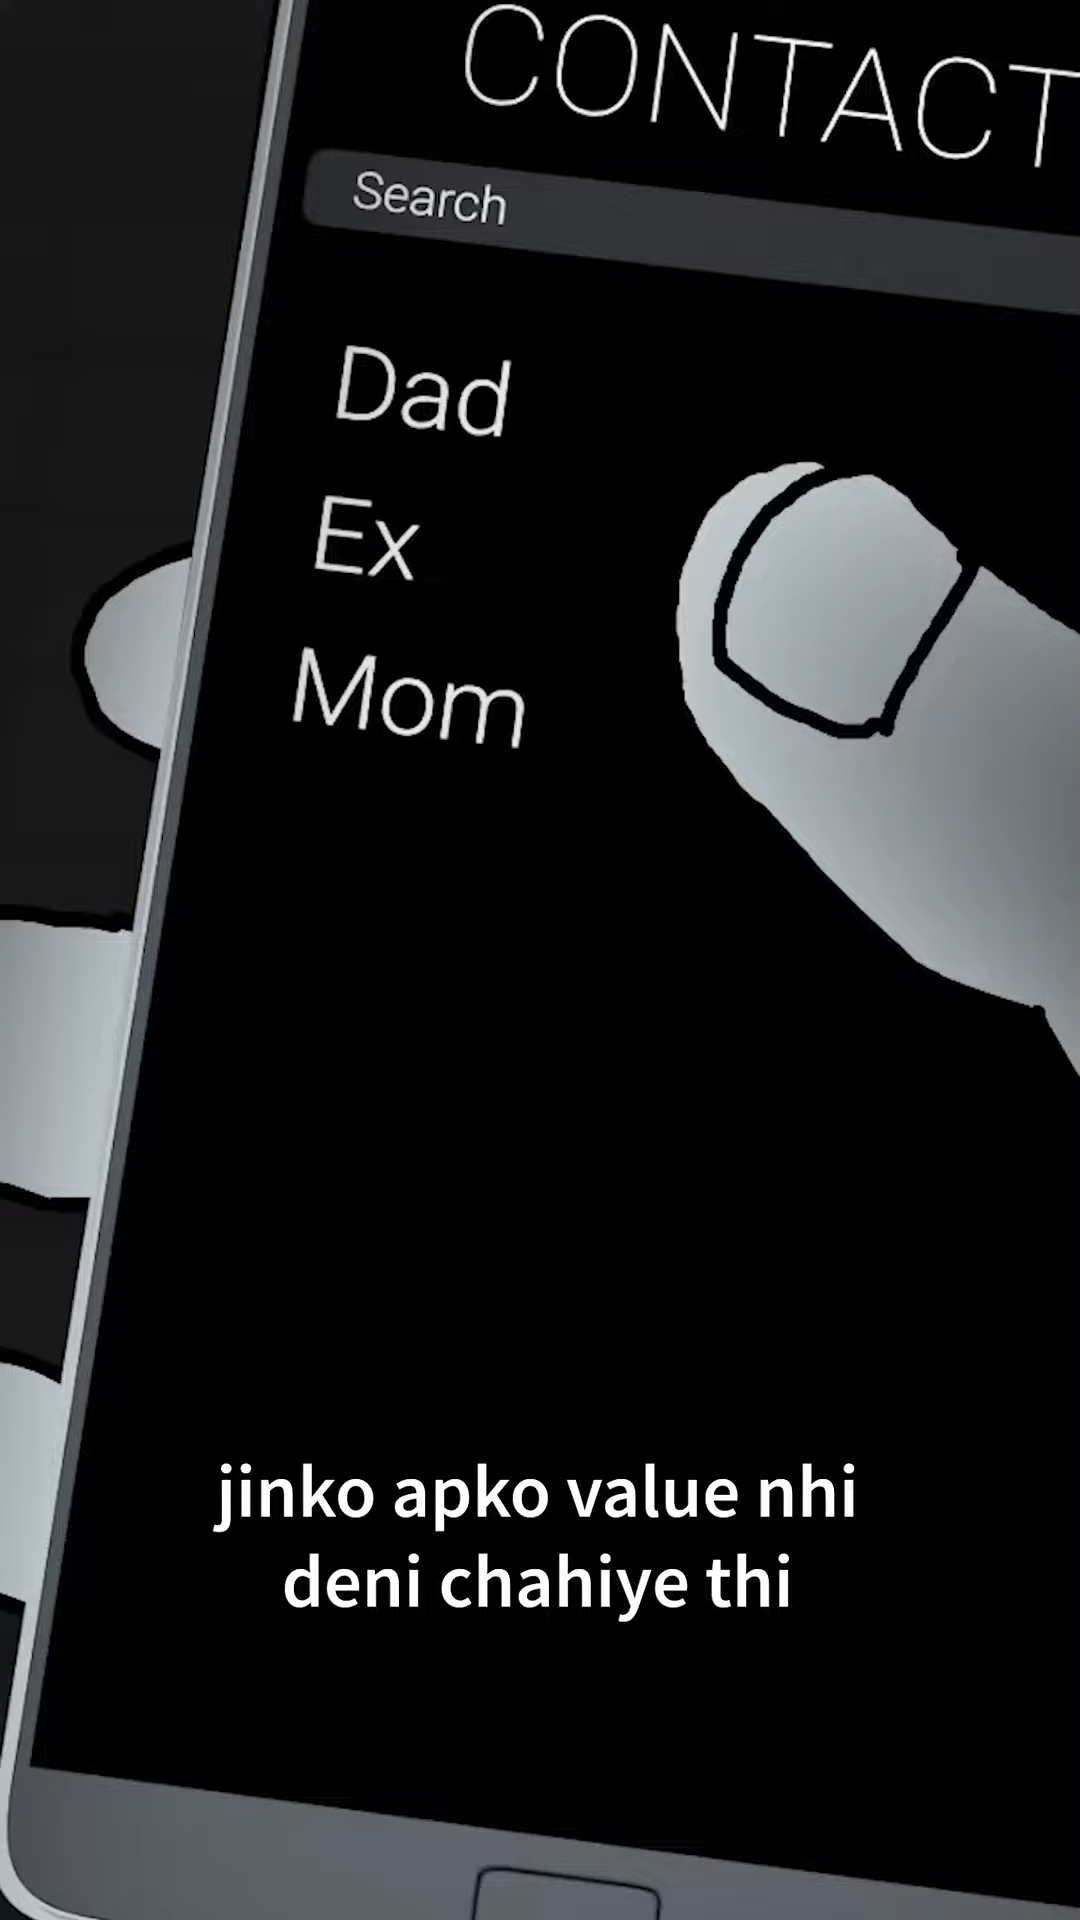 CONTACT
Search
Dad
Ex
Mom
jinko apko value nhi
deni chahiye thi